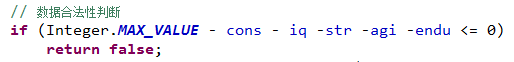 // 数据合法性判断
if (Integer.MAX_VALUE - cons - iq -str -agi -endu <= 0)
return false;